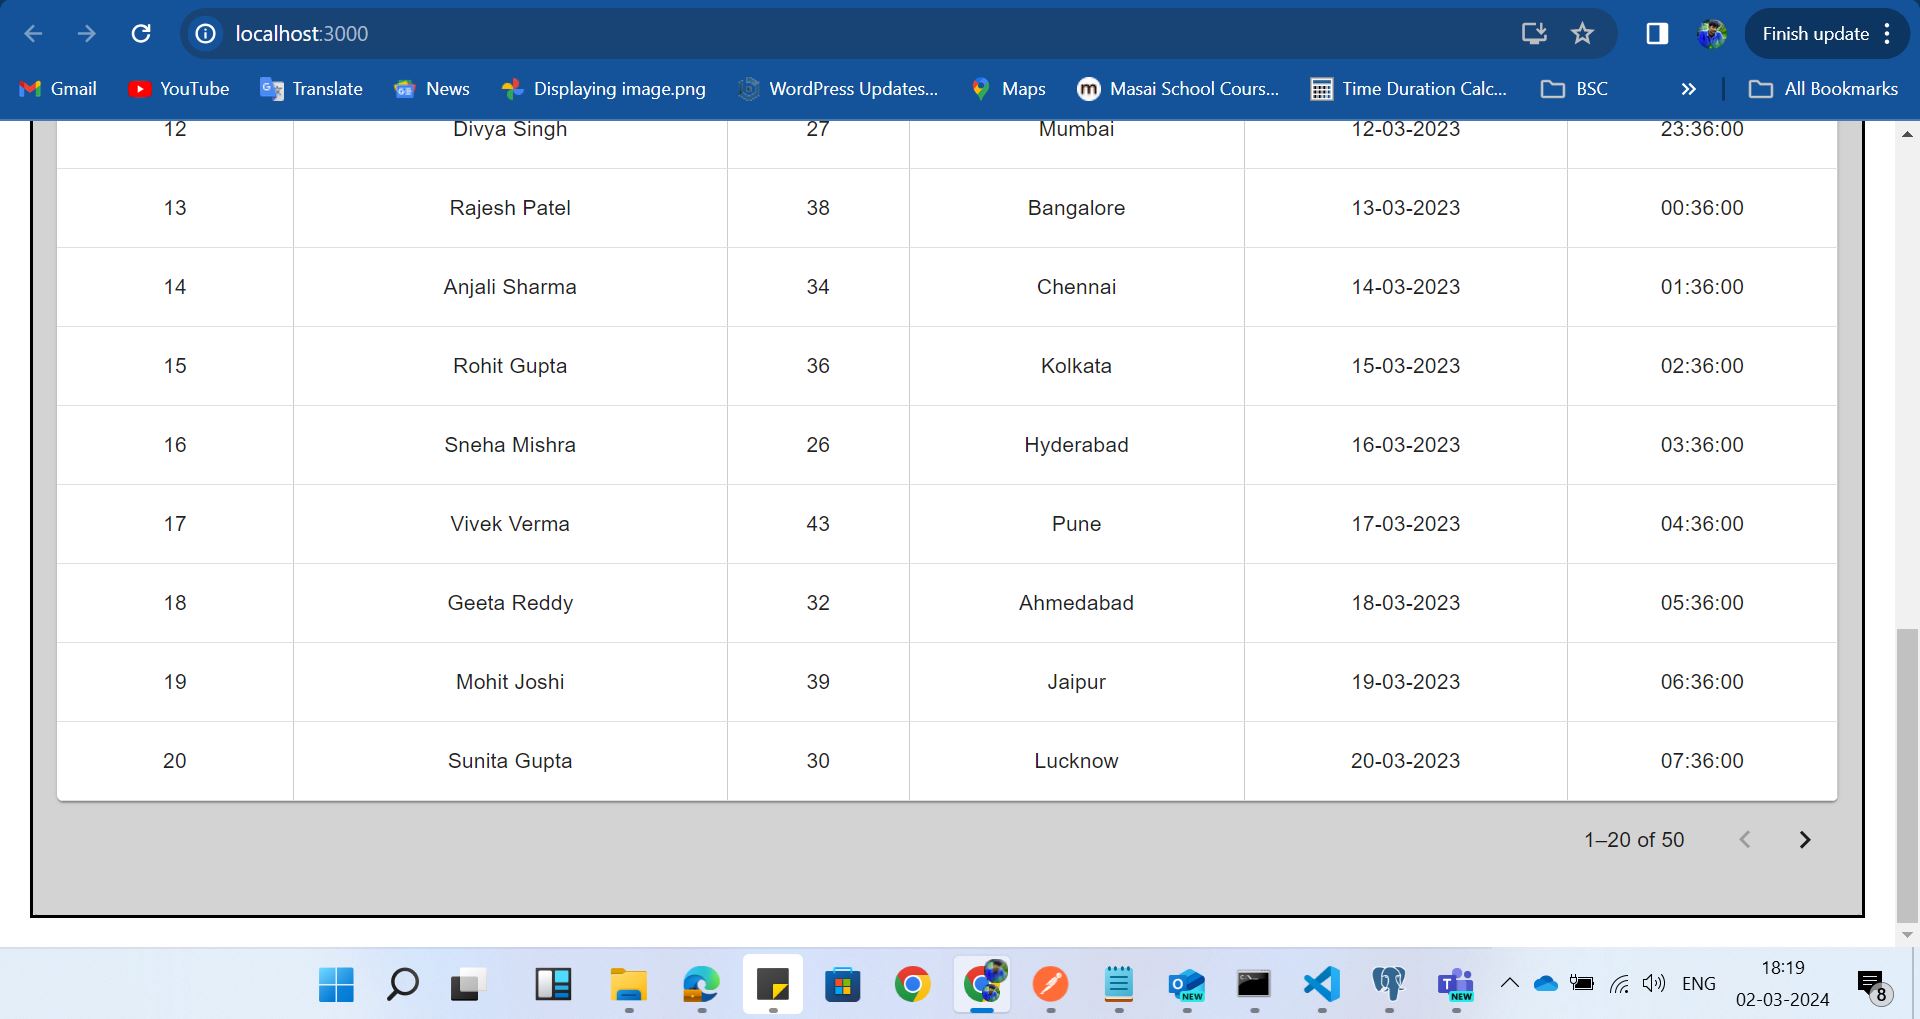 localhost:3000
Finish update
Gmail YouTube Translate News Displaying image.png WordPress Updates... Maps Masai School Cours... Time Duration Calc... BSC » All Bookmarks
12 Divya Singh 27 Mumbai 12-03-2023 23:36:00
13 Rajesh Patel 38 Bangalore 13-03-2023 00:36:00
14 Anjali Sharma 34 Chennai 14-03-2023 01:36:00
15 Rohit Gupta 36 Kolkata 15-03-2023 02:36:00
16 Sneha Mishra 26 Hyderabad 16-03-2023 03:36:00
17 Vivek Verma 43 Pune 17-03-2023 04:36:00
18 Geeta Reddy 32 Ahmedabad 18-03-2023 05:36:00
19 Mohit Joshi 39 Jaipur 19-03-2023 06:36:00
20 Sunita Gupta 30 Lucknow 20-03-2023 07:36:00
1–20 of 50
NEW NEW ENG 18:19
02-03-2024 8